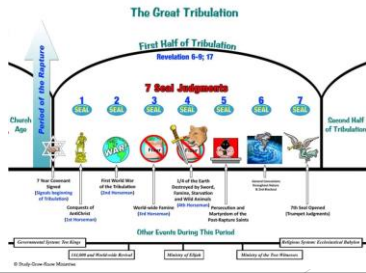 The Great Tribulation
First Half of Tribulation
Revelation 6-9; 17
7 Seal Judgments
Period of the Rapture
Church
Age
Second Half
of Tribulation
1
SEAL
2
SEAL
3
SEAL
4
SEAL
5
SEAL
6
SEAL
7
SEAL
WAR!
7 Year Covenant
Signed
(Signals beginning
of Tribulation)
Conquests of
AntiChrist
(1st Horseman)
First World War
of the Tribulation
(2nd Horseman)
World-wide Famine
(3rd Horseman)
1/4 of the Earth
Destroyed by Sword,
Famine, Starvation
and Wild Animals
(4th Horseman)
Persecution and
Martyrdom of the
Post-Rapture Saints
7th Seal Opened
(Trumpet Judgments)
Other Events During This Period
Governmental System: Ten Kings
Religious System: Ecclesiastical Babylon
144,000 and Worldwide Revival
Ministry of Elijah
Ministry of the Two Witnesses